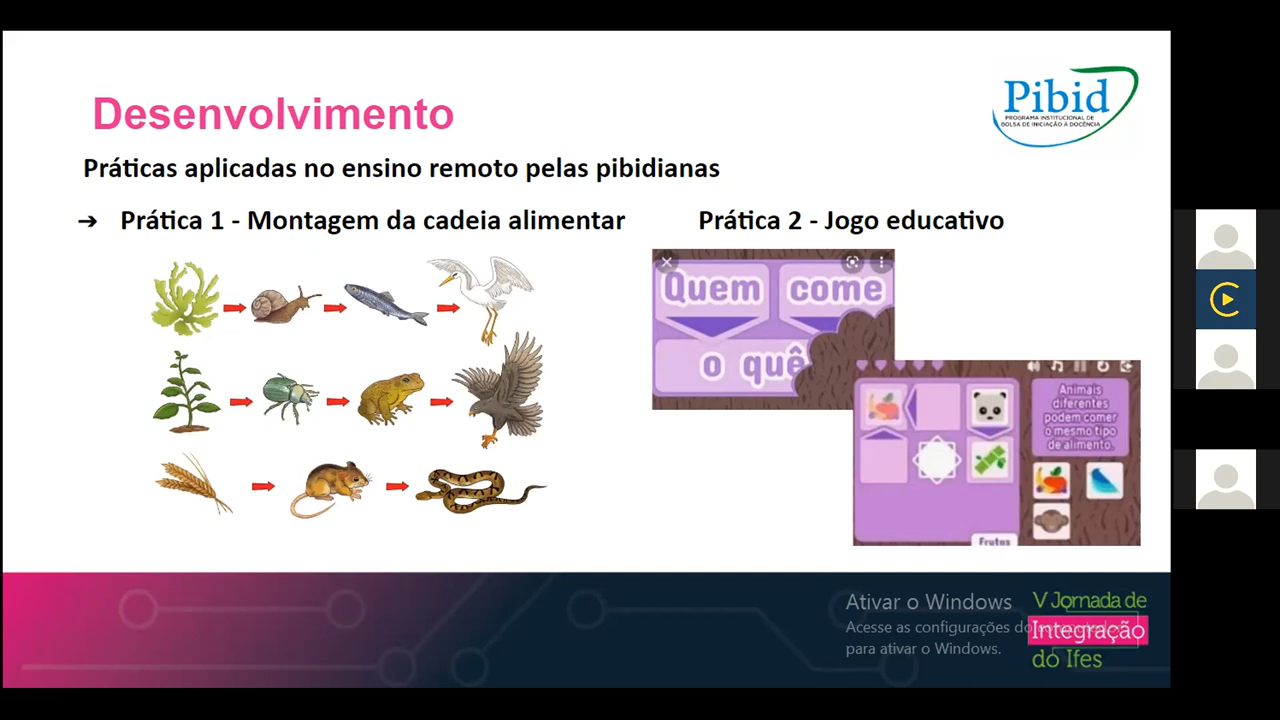 Desenvolvimento
Pibid
PROGRAMA INSTITUCIONAL DE
BOLSA DE INICIAÇÃO À DOCÊNCIA
Práticas aplicadas no ensino remoto pelas pibidianas
➔ Prática 1 - Montagem da cadeia alimentar
Prática 2 - Jogo educativo
Quem come
o quê
Animais
diferentes
podem comer
o mesmo tipo
de alimento.
Frutas
Ativar o Windows
Acesse as configurações do
para ativar o Windows.
V Jornada de
Integração
do Ifes